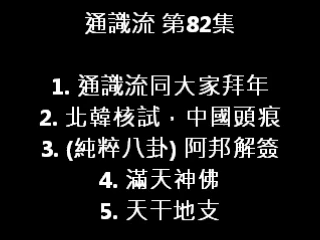 通識流 第82集
1. 通識流同大家拜年
2. 北韓核試，中國頭痕
3. (純粹八卦) 阿邦解簽
4. 滿天神佛
5. 天干地支